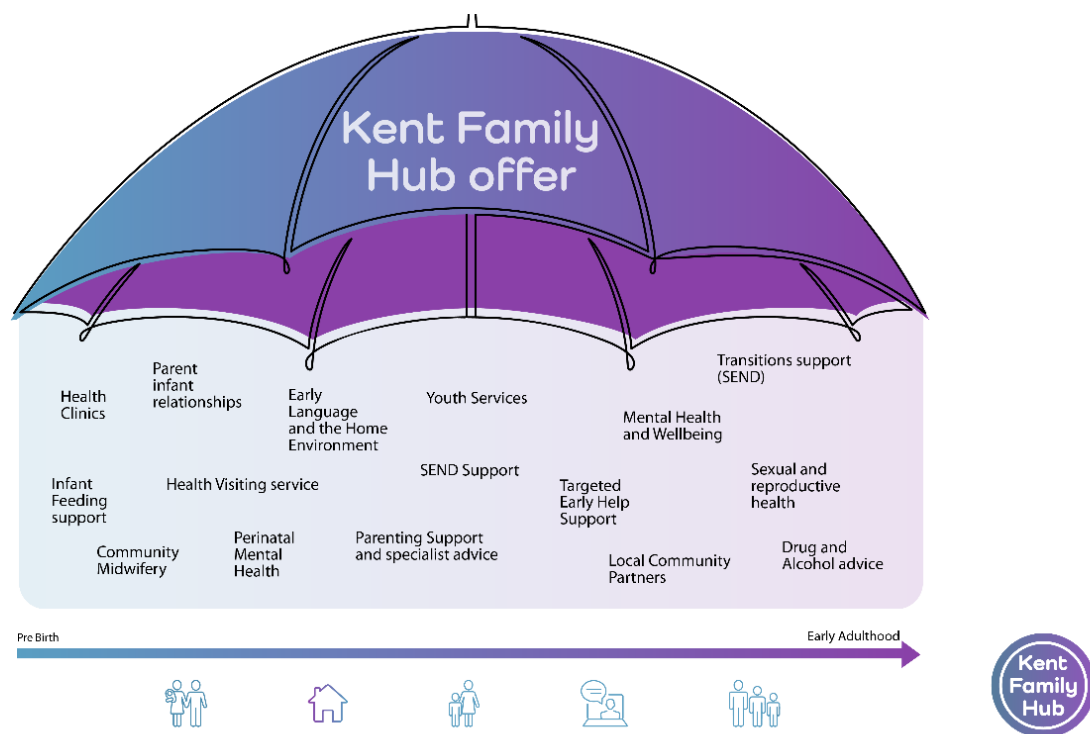 Kent Family
Hub offer
Health
Clinics
Parent
infant
relationships
Early
Language
and the Home
Environment
Youth Services
Mental Health
and Wellbeing
Transitions support
(SEND)
Infant
Feeding
support
Health Visiting service
SEND Support
Targeted
Early Help
Support
Sexual and
reproductive
health
Community
Midwifery
Perinatal
Mental
Health
Parenting Support
and specialist advice
Local Community
Partners
Drug and
Alcohol advice
Pre Birth
Early Adulthood
Kent
Family
Hub